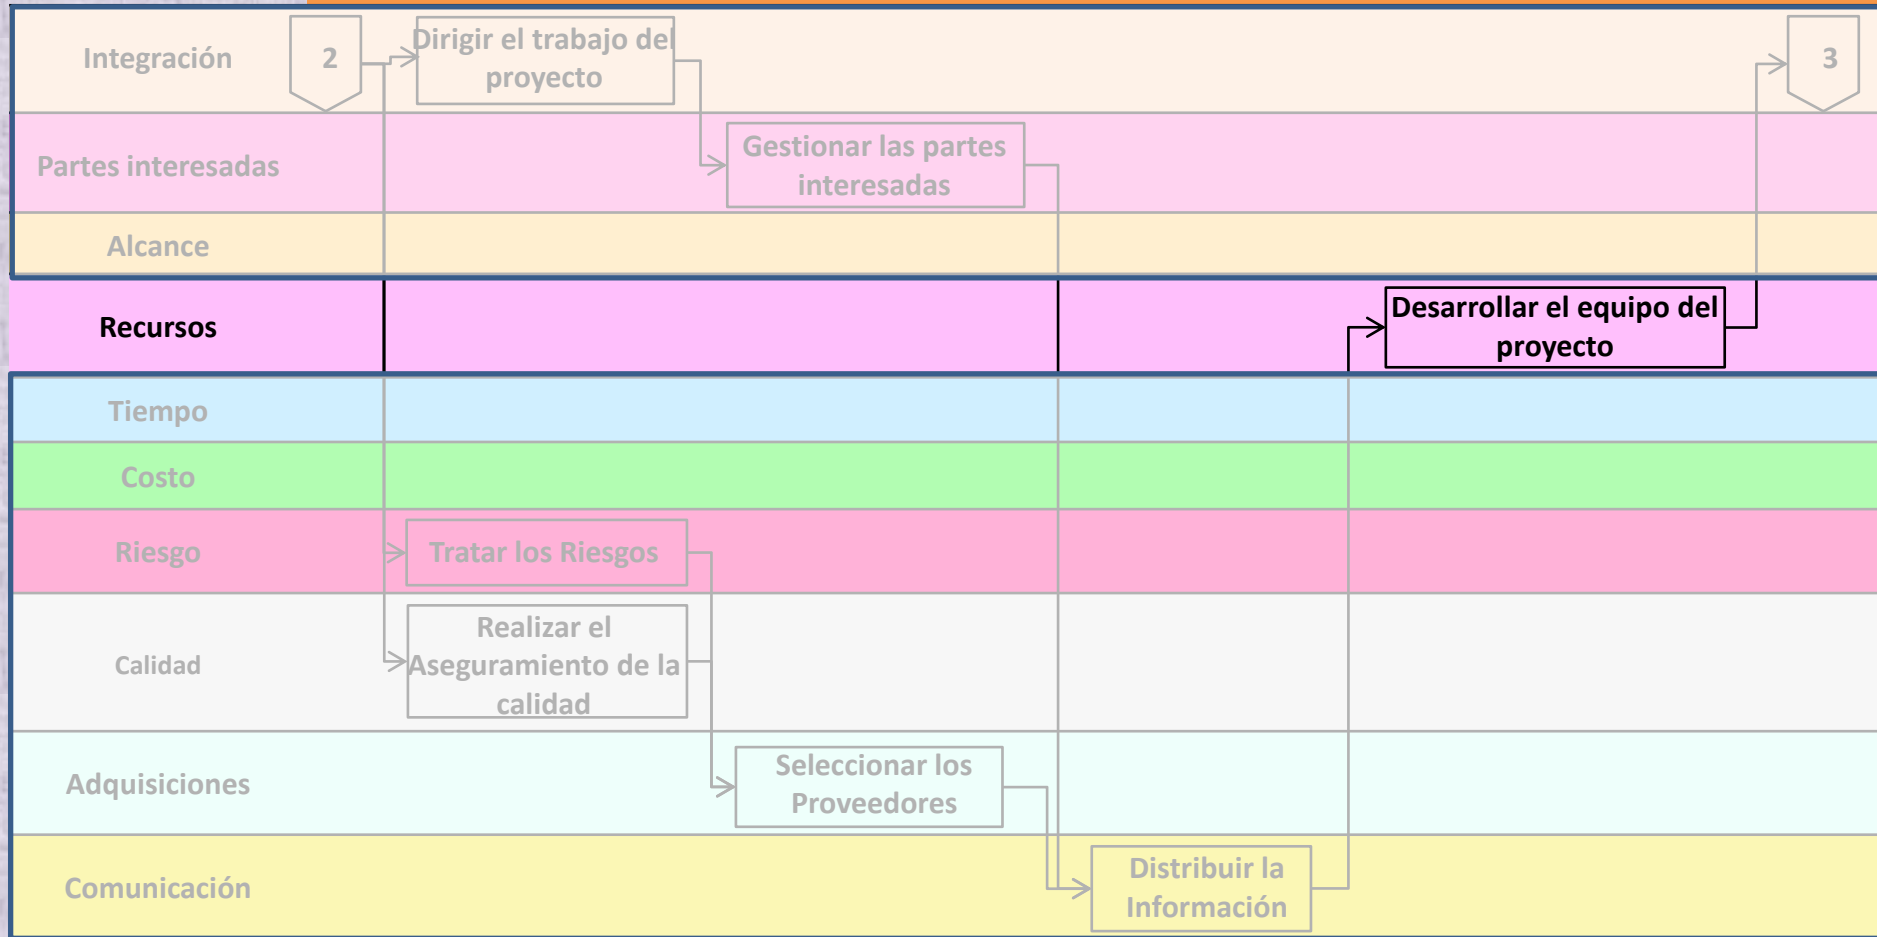 Integración
2
Dirigir el trabajo del
proyecto
3
Partes interesadas
Gestionar las partes
interesadas
Alcance
Recursos
Desarrollar el equipo del
proyecto
Tiempo
Costo
Riesgo
Tratar los Riesgos
Calidad
Realizar el
Aseguramiento de la
calidad
Adquisiciones
Seleccionar los
Proveedores
Comunicación
Distribuir la
Información